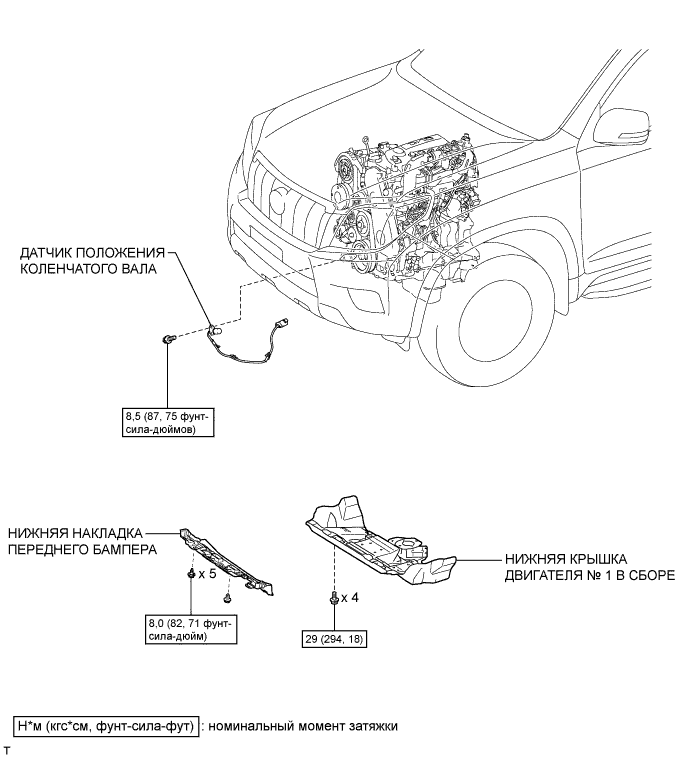 ДАТЧИК ПОЛОЖЕНИЯ
КОЛЕНЧАТОГО ВАЛА
8,5 (87, 75 фунт-
сила-дюймов)
НИЖНЯЯ НАКЛАДКА
ПЕРЕДНЕГО БАМПЕРА
x 5
8,0 (82, 71 фунт-
сила-дюйм)
x 4
29 (294, 18)
НИЖНЯЯ КРЫШКА
ДВИГАТЕЛЯ № 1 В СБОРЕ
Н*м (кгс*см, фунт-сила-фут) : номинальный момент затяжки
T